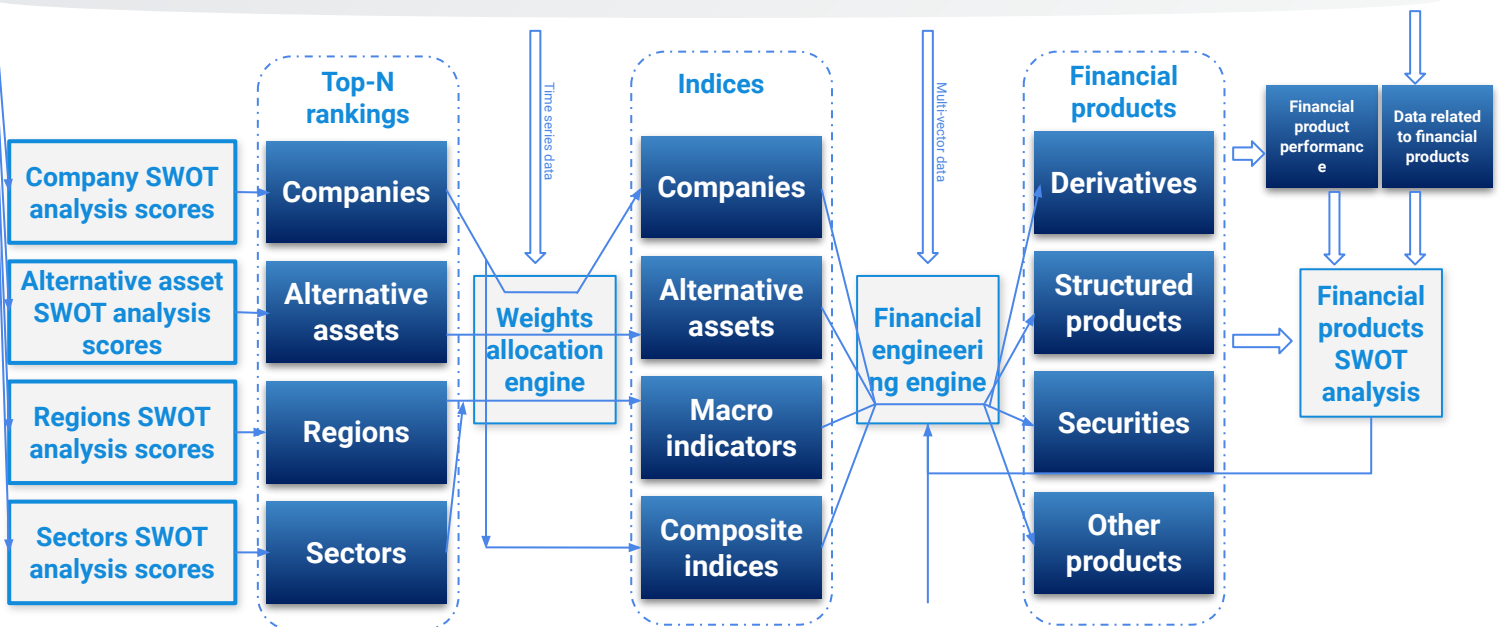 Top-N
rankings
Companies
Alternative
assets
Regions
Sectors
Company SWOT
analysis scores
Alternative asset
SWOT analysis
scores
Regions SWOT
analysis scores
Sectors SWOT
analysis scores
Time series data
Weights
allocation
engine
Indices
Companies
Alternative
assets
Macro
indicators
Composite
indices
Multi-vector data
Financial
engineeri
ng engine
Financial
products
Derivatives
Structured
products
Securities
Other
products
Financial
product
performanc
e
Data related
to financial
products
Financial
products
SWOT
analysis